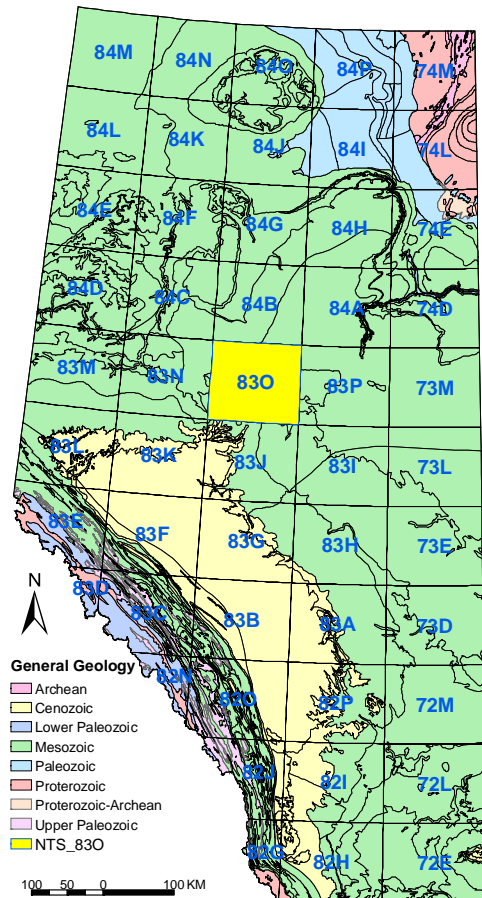 84M 84N 84O 84P 74M
84L 84K 84J 84I 74L
84E 84F 84G 84H 74E
84D 84C 84B 84A 74D
83M 83N 83O 83P 73M
83L 83K 83J 83I 73L
83E 83F 83G 83H 73E
83D 83C 83B 83A 73D
N
82N 82O 82P 72M
82J 82I 72L
82G 82H 72E
General Geology
Archean
Cenozoic
Lower Paleozoic
Mesozoic
Paleozoic
Proterozoic
Proterozoic-Archean
Upper Paleozoic
NTS_83O
100 50 0 100 KM